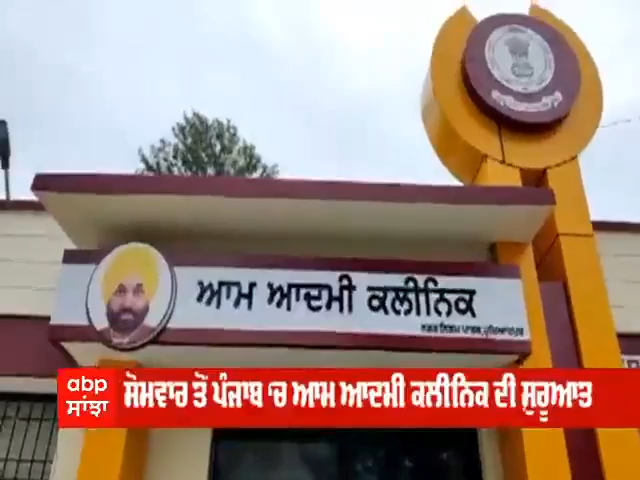 ਆਮ ਆਦਮੀ ਕਲੀਨਿਕ
abp ਸਾਂਝਾ
ਸੋਮਵਾਰ ਤੋਂ ਪੰਜਾਬ 'ਚ ਆਮ ਆਦਮੀ ਕਲੀਨਿਕ ਦੀ ਸ਼ੁਰੂਆਤ